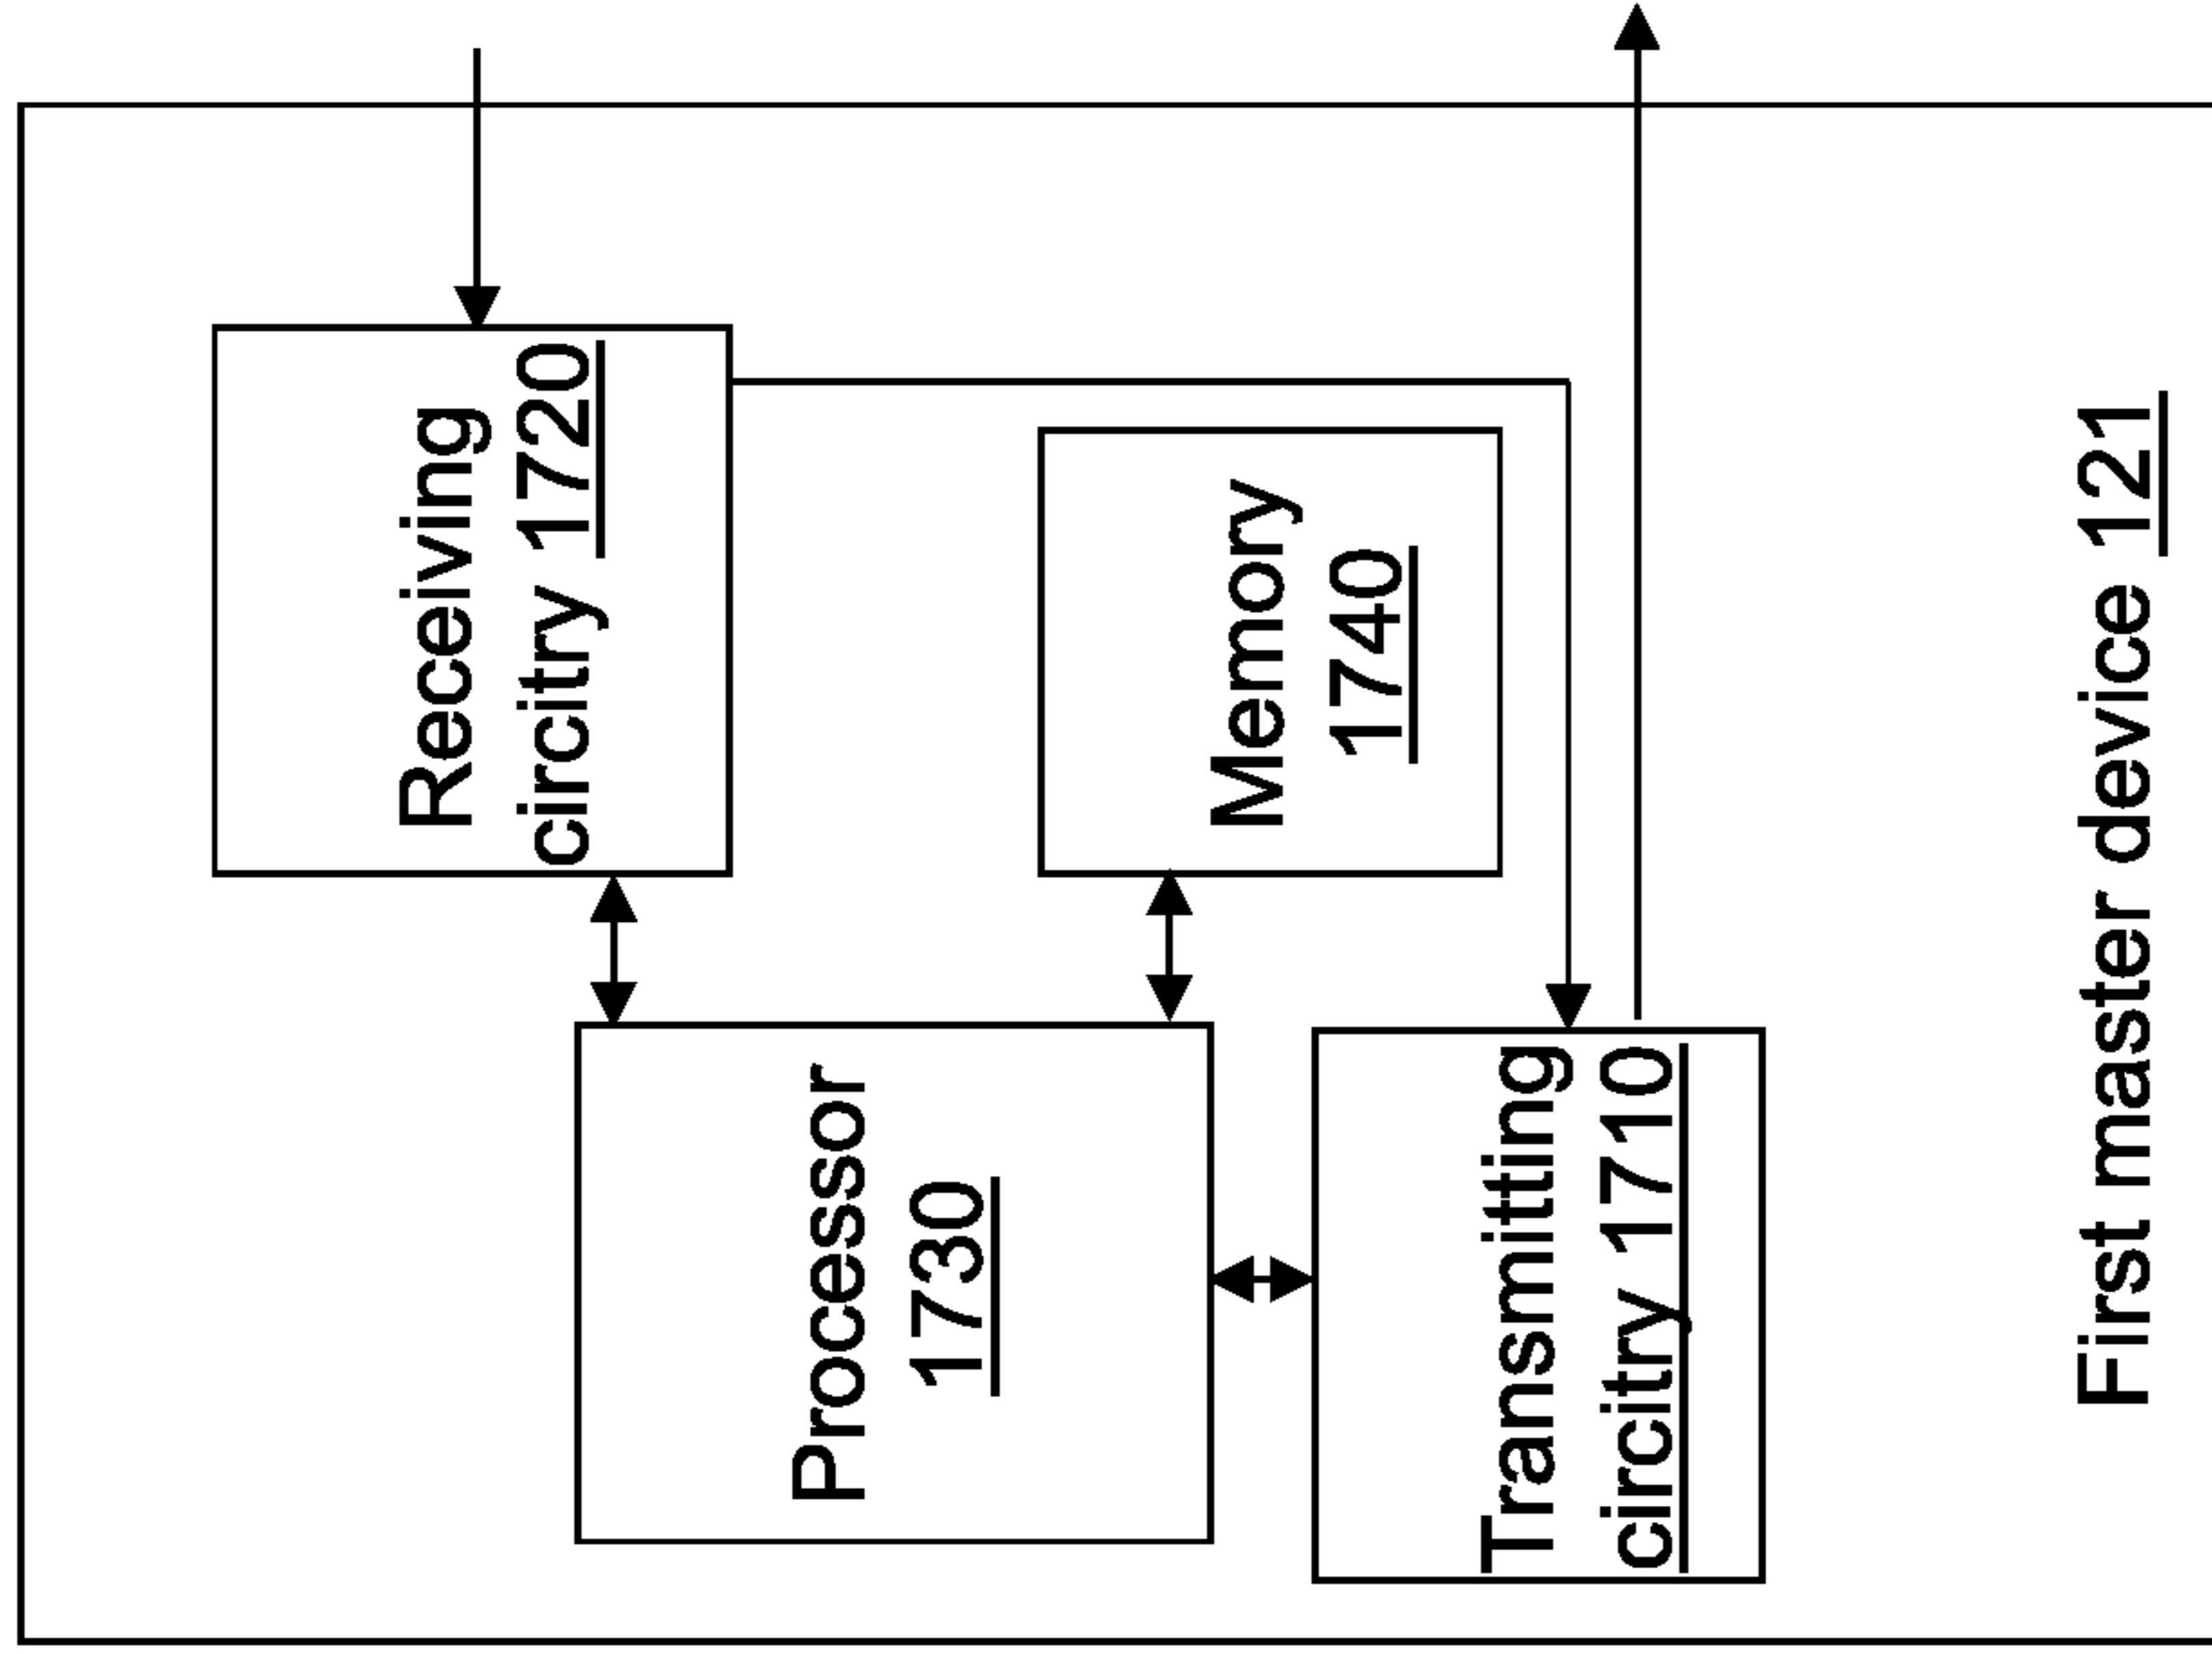 Receiving
circitry 1720
Processor
1730
Memory
1740
Transmitting
circitry 1710
First master device 121